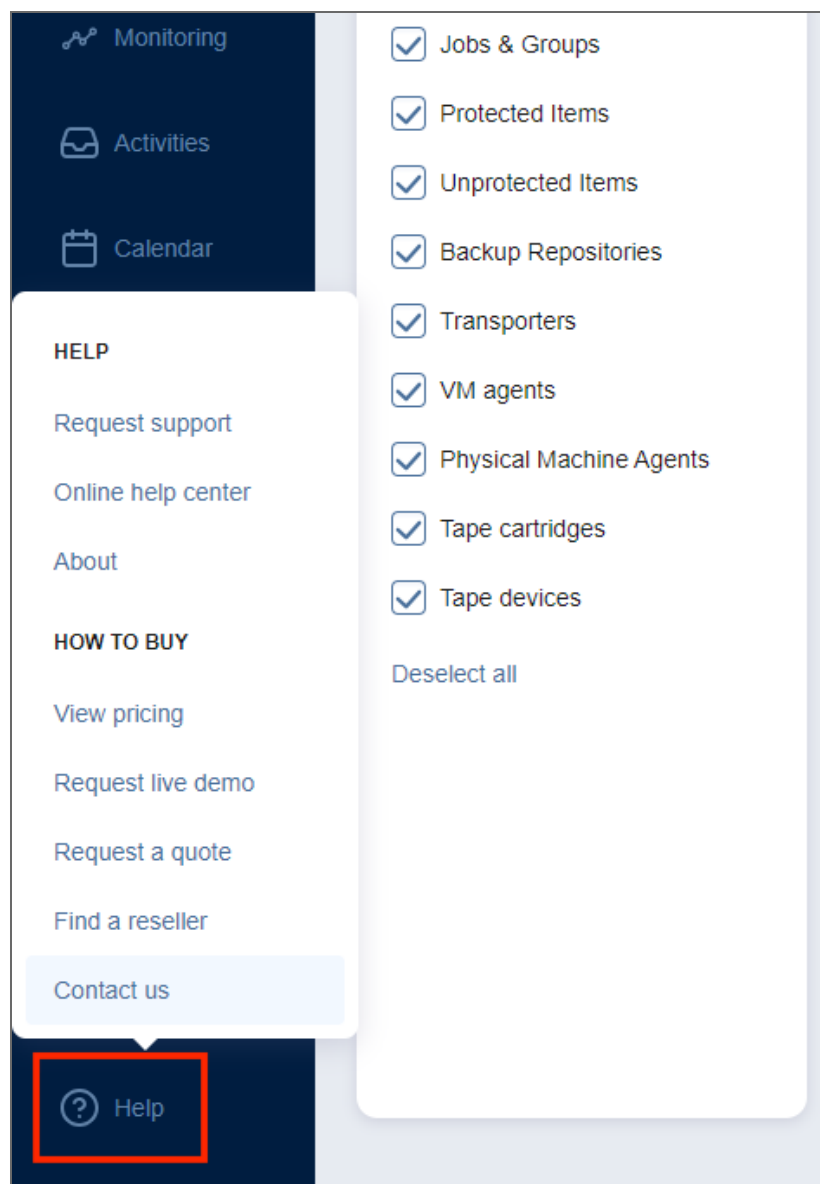 Monitoring
Activities
Calendar
HELP
Request support
Online help center
About
HOW TO BUY
View pricing
Request live demo
Request a quote
Find a reseller
Contact us
Help
Jobs & Groups
Protected Items
Unprotected Items
Backup Repositories
Transporters
VM agents
Physical Machine Agents
Tape cartridges
Tape devices
Deselect all